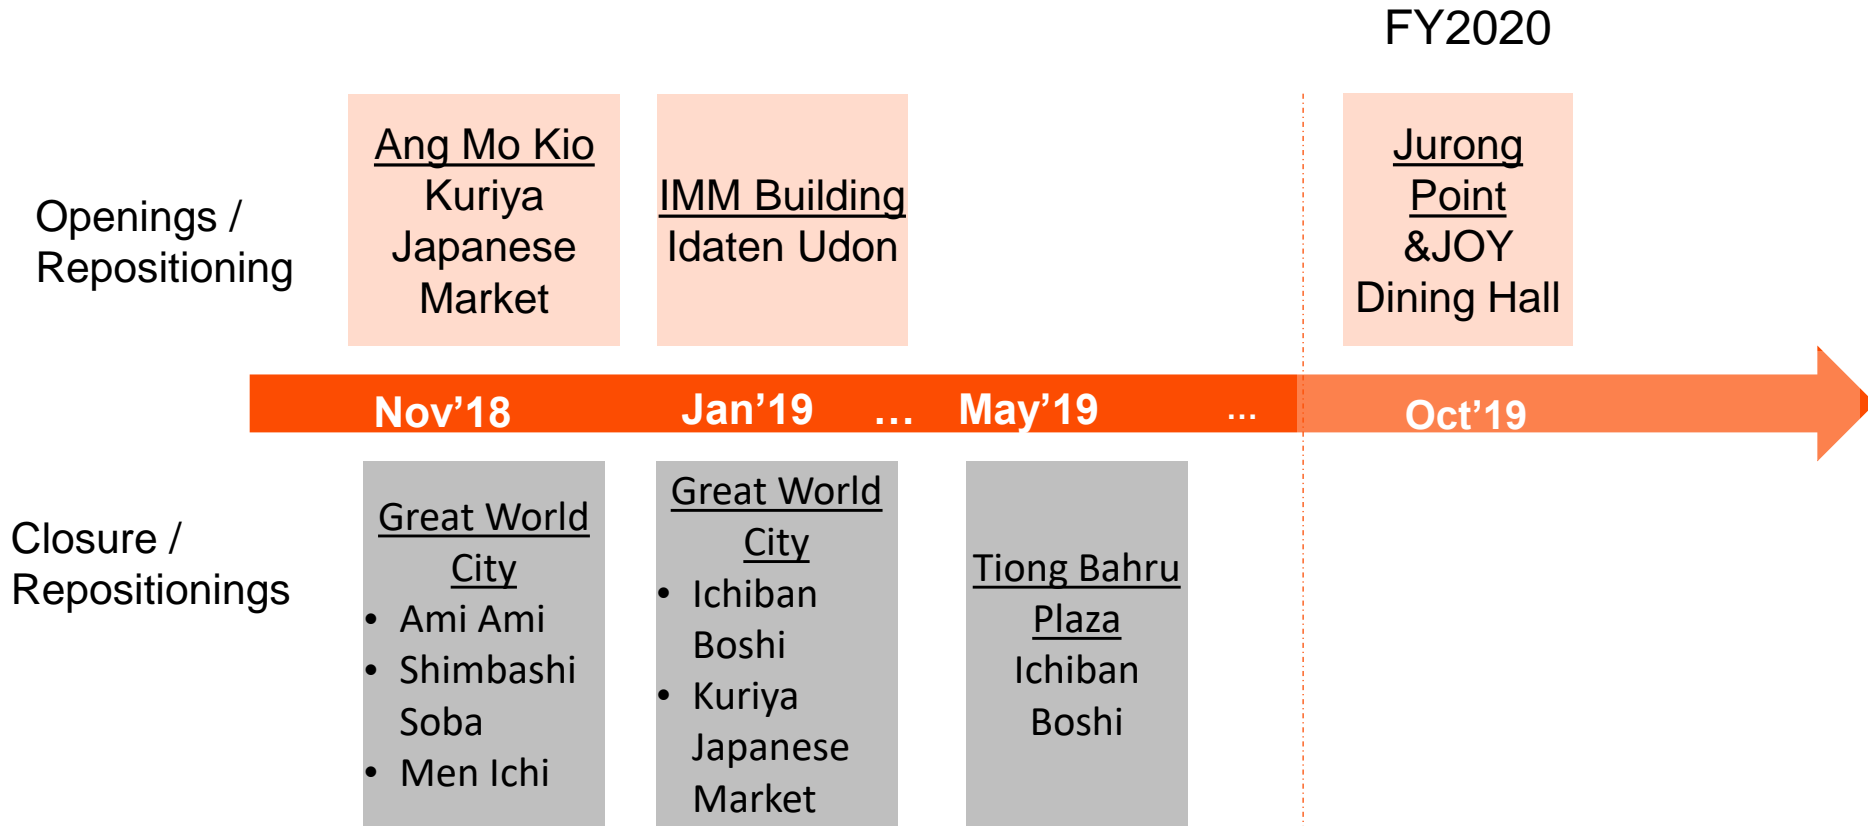 FY2020
Openings /
Repositioning
Ang Mo Kio
Kuriya
Japanese
Market
IMM Building
Idaten Udon
Jurong
Point
&JOY
Dining Hall
Nov’18
Jan’19
...
May’19
...
Oct’19
Closure /
Repositionings
Great World
City
• Ami Ami
• Shimbashi
Soba
• Men Ichi
Great World
City
• Ichiban
Boshi
• Kuriya
Japanese
Market
Tiong Bahru
Plaza
Ichiban
Boshi